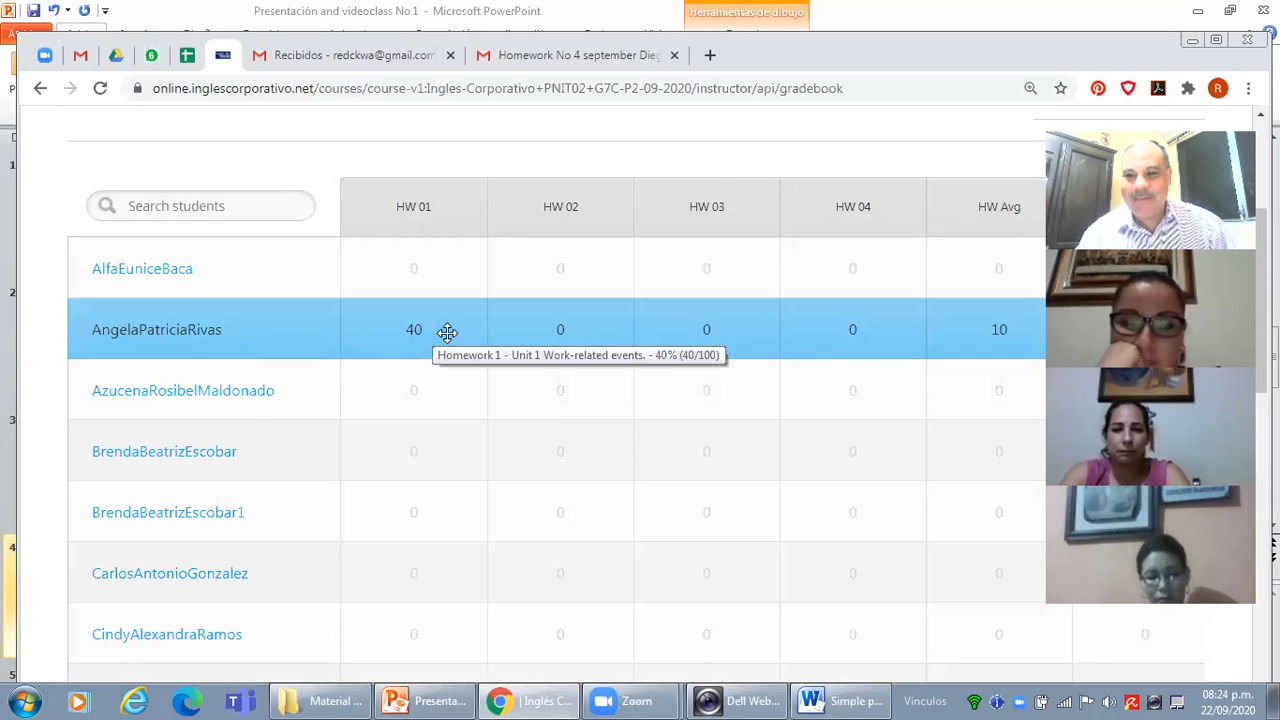 Presentación and videoclass No 1 - Microsoft PowerPoint
Herramientas de dibujo
Recibidos - redckwa@gmail.com
Homework No 4 september Dieg
online.inglescorporativo.net/courses/course-v1:Ingles-Corporativo+PNIT02+G7C-P2-09-2020/instructor/api/gradebook
R
Search students HW 01 HW 02 HW 03 HW 04 HW Avg
AlfaEuniceBaca 0 0 0 0 0
AngelaPatriciaRivas 40 0 0 0 10
Homework 1 - Unit 1 Work-related events. - 40% (40/100)
AzucenaRosibelMaldonado 0 0 0 0 0
BrendaBeatrizEscobar 0 0 0 0 0
BrendaBeatrizEscobar1 0 0 0 0 0
CarlosAntonioGonzalez 0 0 0 0 0
CindyAlexandraRamos 0 0 0 0 0 0
1
2
3
4
5
Material ...
Presenta...
Inglés C...
Zoom
Dell Web...
Simple p...
Vínculos
08:24 p.m.
22/09/2020